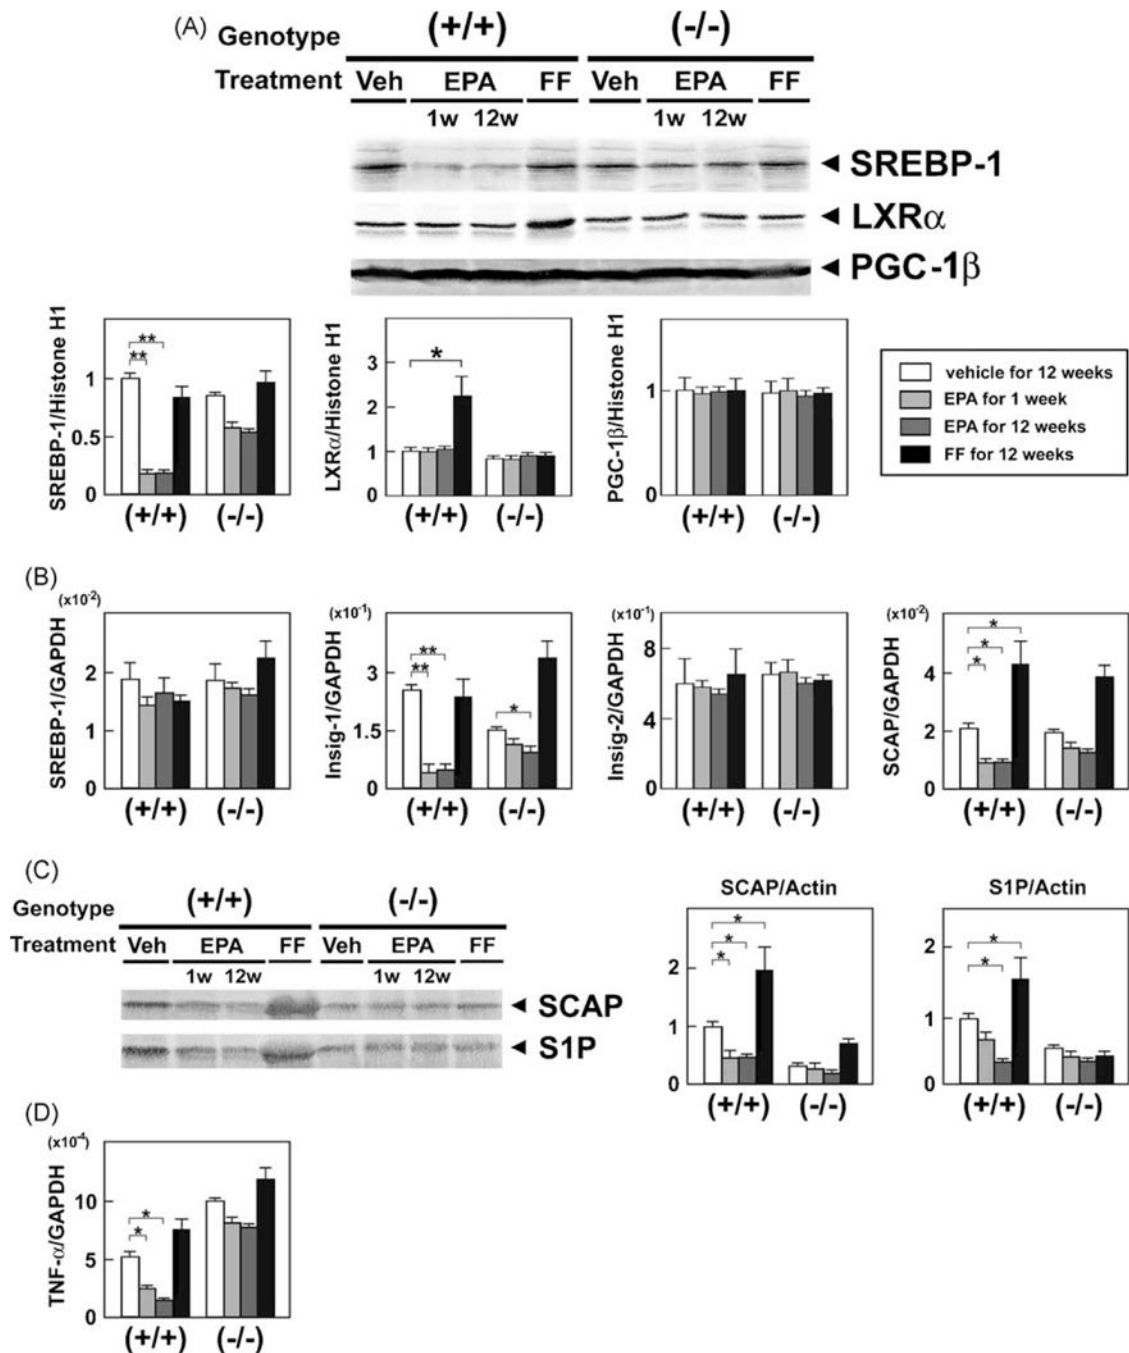 (A)
Genotype (+/+) (-/-)
Treatment Veh EPA FF Veh EPA FF
1w 12w 1w 12w
◄ SREBP-1
◄ LXRα
◄ PGC-1β
SREBP-1/Histone H1
1
0.5
0
** **
(+/+) (-/-)
LXRα/Histone H1
3
2
1
0
*
(+/+) (-/-)
PGC-1β/Histone H1
1
0
(+/+) (-/-)
vehicle for 12 weeks
EPA for 1 week
EPA for 12 weeks
FF for 12 weeks
(B)
(x10⁻²)
SREBP-1/GAPDH
2
1
0
(+/+) (-/-)
(x10⁻¹)
Insig-1/GAPDH
3
1.5
0
** ** *
(+/+) (-/-)
(x10⁻¹)
Insig-2/GAPDH
8
6
4
0
(+/+) (-/-)
(x10⁻²)
SCAP/GAPDH
4
2
0
* * *
(+/+) (-/-)
(C)
Genotype (+/+) (-/-)
Treatment Veh EPA FF Veh EPA FF
1w 12w 1w 12w
◄ SCAP
◄ S1P
SCAP/Actin
2
1
0
* * *
(+/+) (-/-)
S1P/Actin
2
1
0
* *
(+/+) (-/-)
(D)
(x10⁻⁴)
TNF-α/GAPDH
10
5
0
* *
(+/+) (-/-)